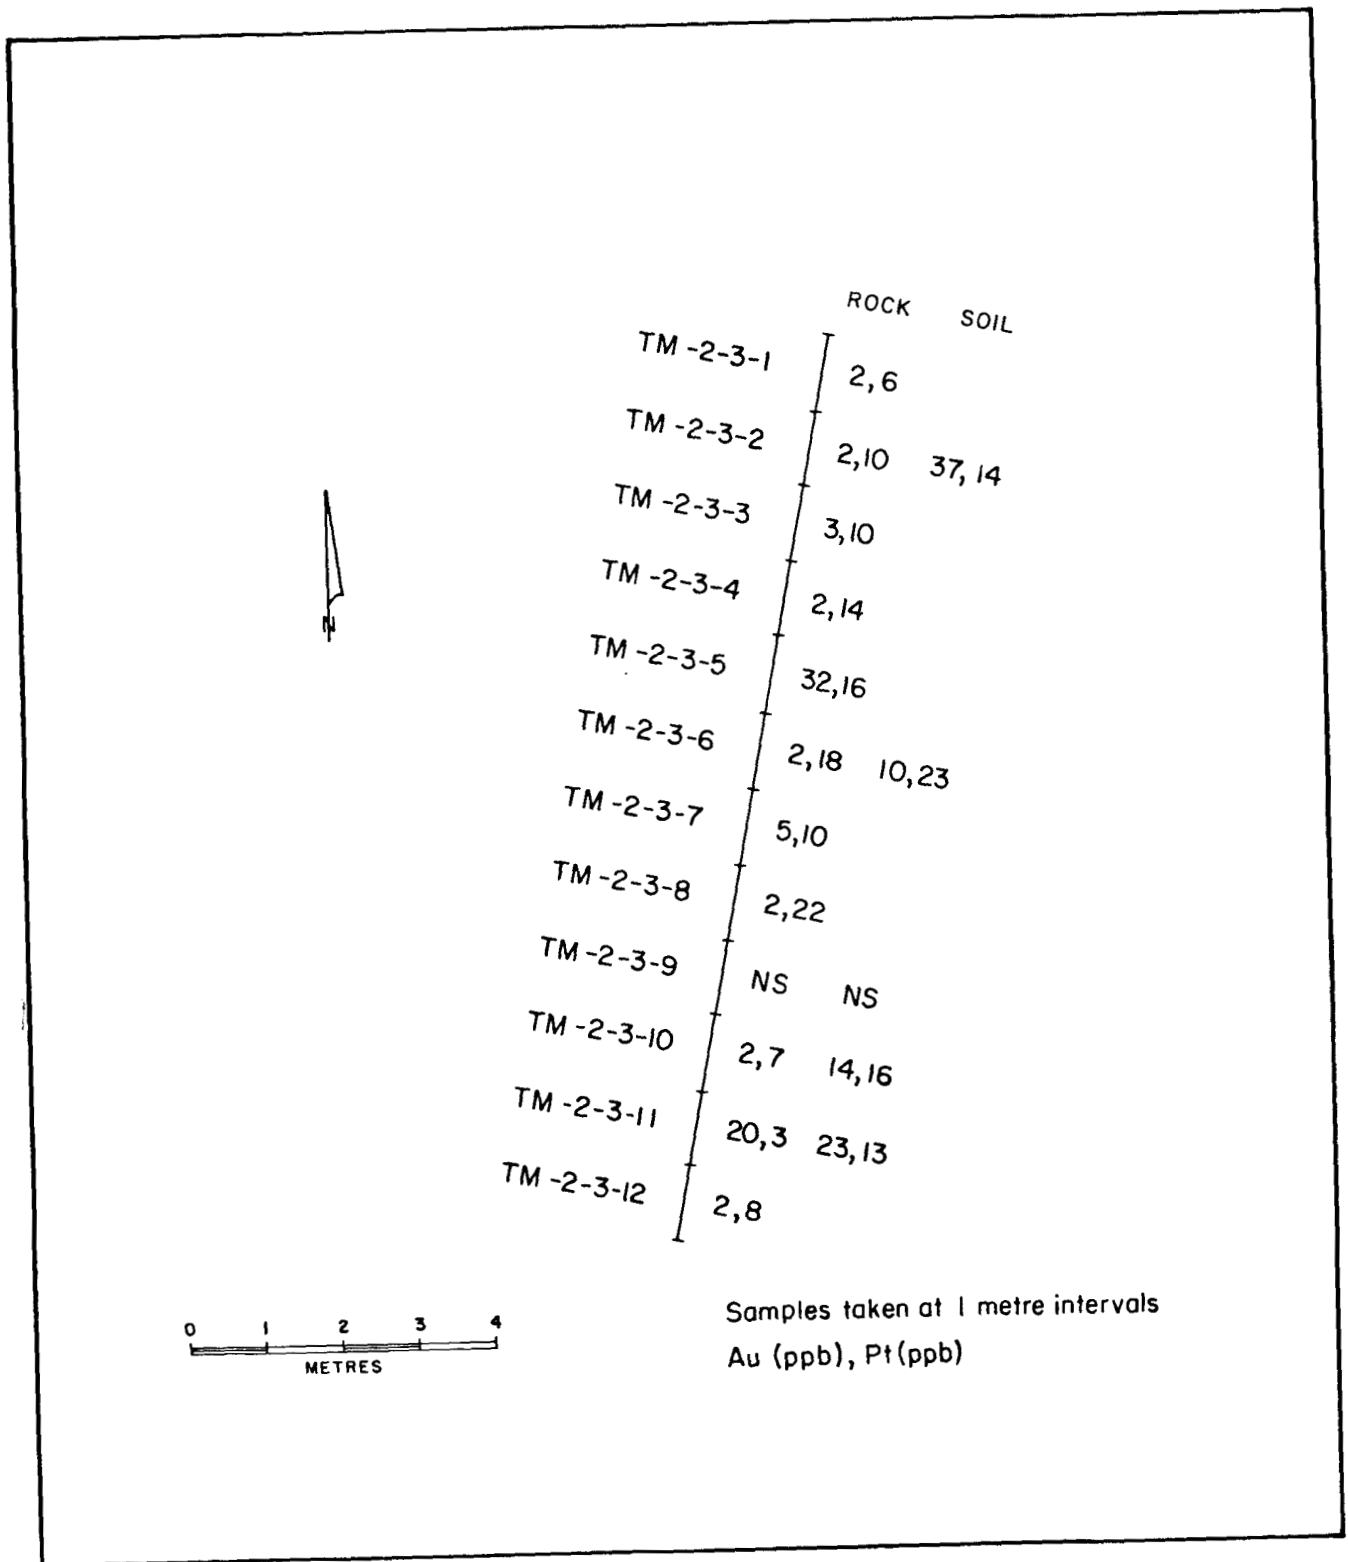 ROCK SOIL
TM -2-3-1 2,6
TM -2-3-2 2,10 37, 14
TM -2-3-3 3,10
TM -2-3-4 2,14
TM -2-3-5 32,16
TM -2-3-6 2,18 10,23
TM -2-3-7 5,10
TM -2-3-8 2,22
TM -2-3-9 NS NS
TM -2-3-10 2,7 14,16
TM -2-3-11 20,3 23,13
TM -2-3-12 2,8
N
0 1 2 3 4
METRES
Samples taken at 1 metre intervals
Au (ppb), Pt(ppb)